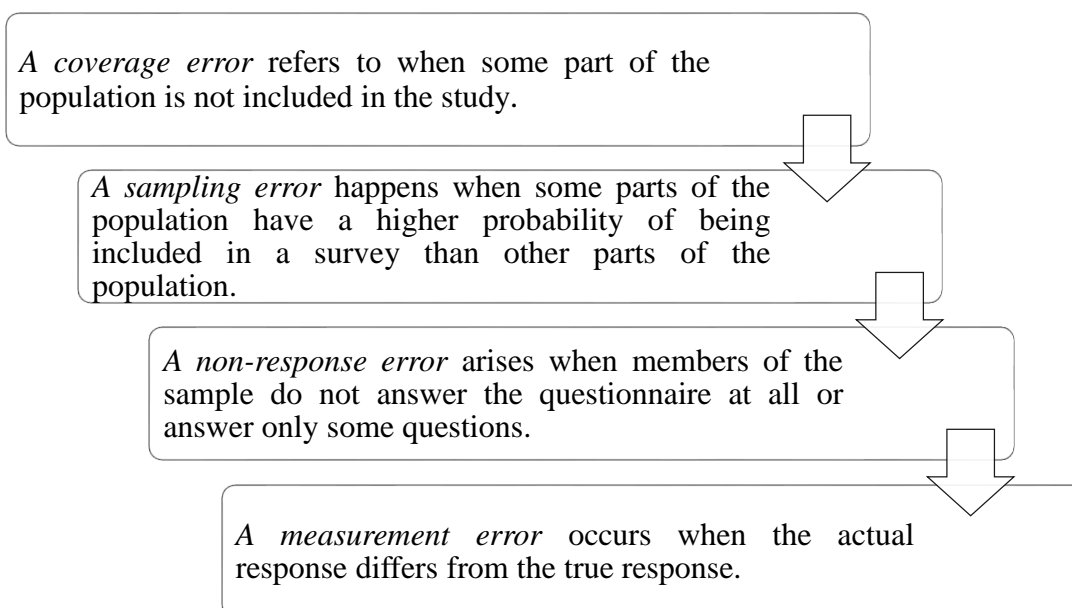 A coverage error refers to when some part of the
population is not included in the study.
A sampling error happens when some parts of the
population have a higher probability of being
included in a survey than other parts of the
population.
A non-response error arises when members of the
sample do not answer the questionnaire at all or
answer only some questions.
A measurement error occurs when the actual
response differs from the true response.